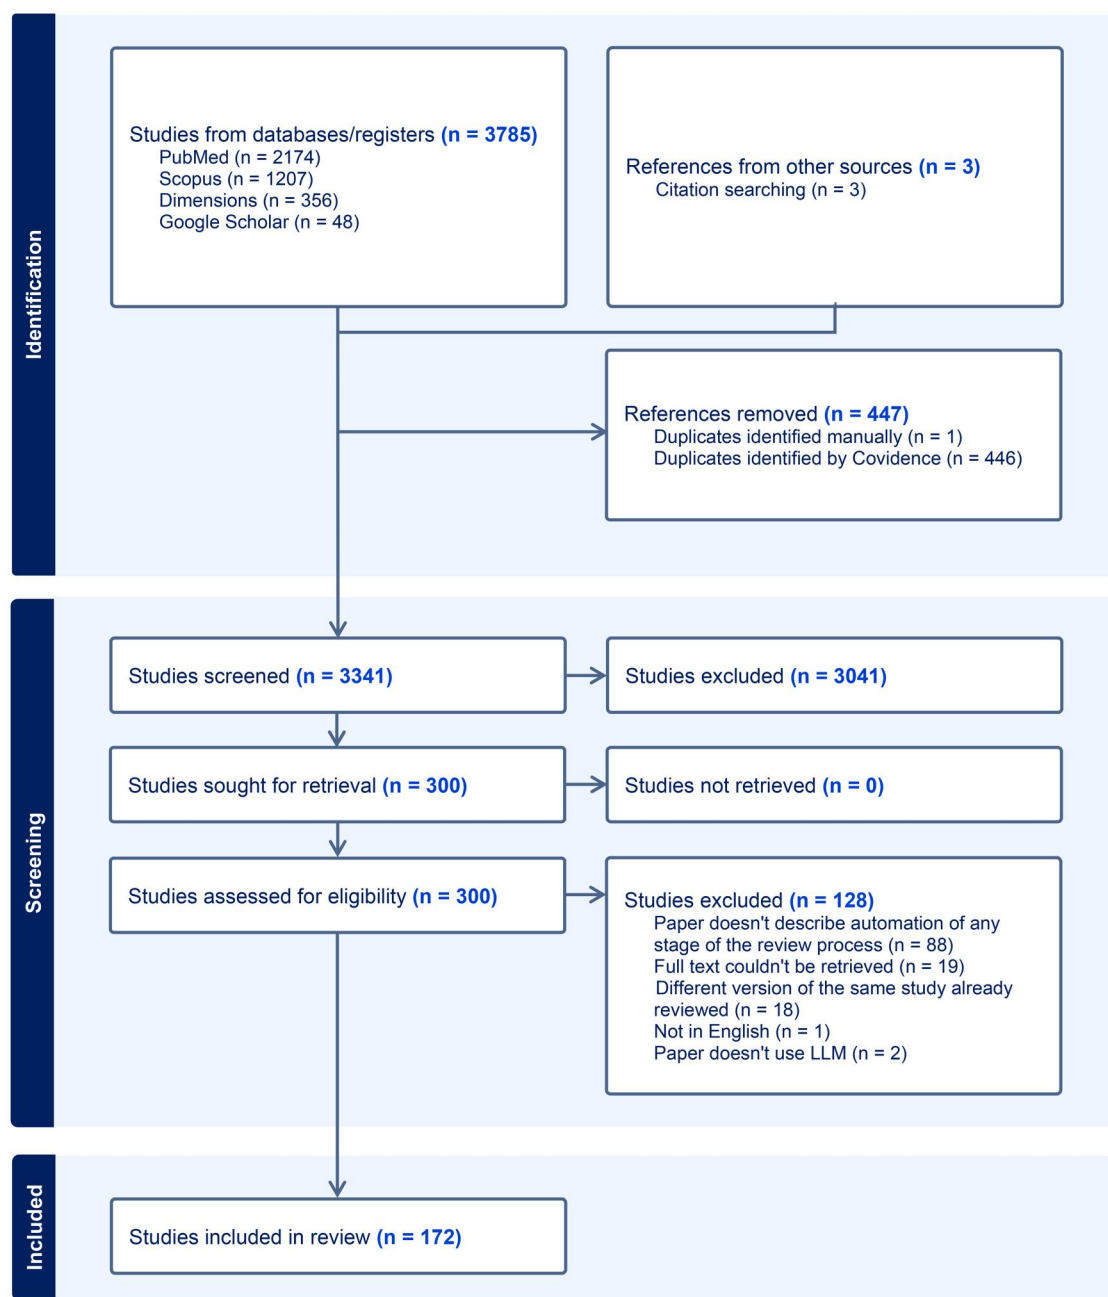 Identification
Studies from databases/registers (n = 3785)
PubMed (n = 2174)
Scopus (n = 1207)
Dimensions (n = 356)
Google Scholar (n = 48)
References from other sources (n = 3)
Citation searching (n = 3)
References removed (n = 447)
Duplicates identified manually (n = 1)
Duplicates identified by Covidence (n = 446)
Screening
Studies screened (n = 3341)
Studies excluded (n = 3041)
Studies sought for retrieval (n = 300)
Studies not retrieved (n = 0)
Studies assessed for eligibility (n = 300)
Studies excluded (n = 128)
Paper doesn't describe automation of any
stage of the review process (n = 88)
Full text couldn't be retrieved (n = 19)
Different version of the same study already
reviewed (n = 18)
Not in English (n = 1)
Paper doesn't use LLM (n = 2)
Included
Studies included in review (n = 172)